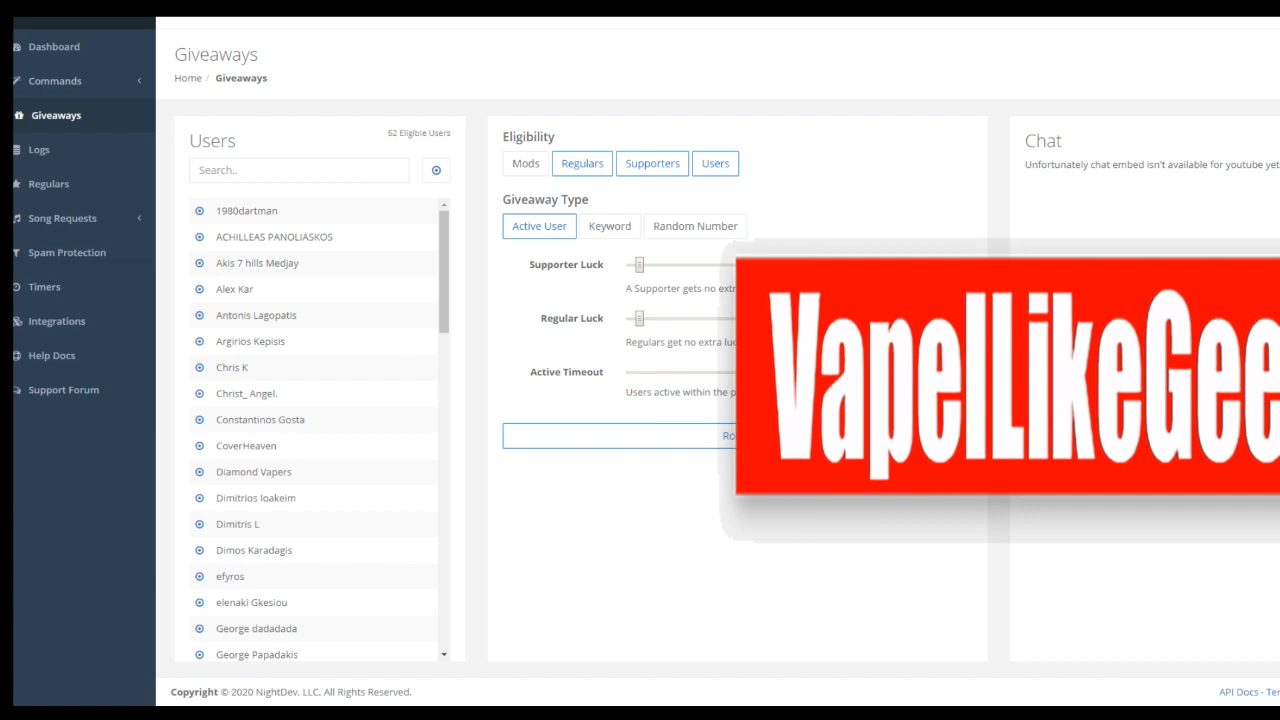 Dashboard
Commands
Giveaways
Logs
Regulars
Song Requests
Spam Protection
Timers
Integrations
Help Docs
Support Forum
Giveaways
Home / Giveaways
Users
62 Eligible Users
Search..
1980dartman
ACHILLEAS PANOLIASKOS
Akis 7 hills Medjay
Alex Kar
Antonis Lagopatis
Argirios Kepisis
Chris K
Christ_ Angel.
Constantinos Gosta
CoverHeaven
Diamond Vapers
Dimitrios Ioakeim
Dimitris L
Dimos Karadagis
efyros
elenaki Gkesiou
George dadadada
George Papadakis
Eligibility
Mods Regulars Supporters Users
Giveaway Type
Active User Keyword Random Number
Supporter Luck
A Supporter gets no extr
Regular Luck
Regulars get no extra luc
Active Timeout
Users active within the p
Ro
Chat
Unfortunately chat embed isn't available for youtube yet
VapeILikeGee
Copyright © 2020 NightDev, LLC. All Rights Reserved.
API Docs · Ter